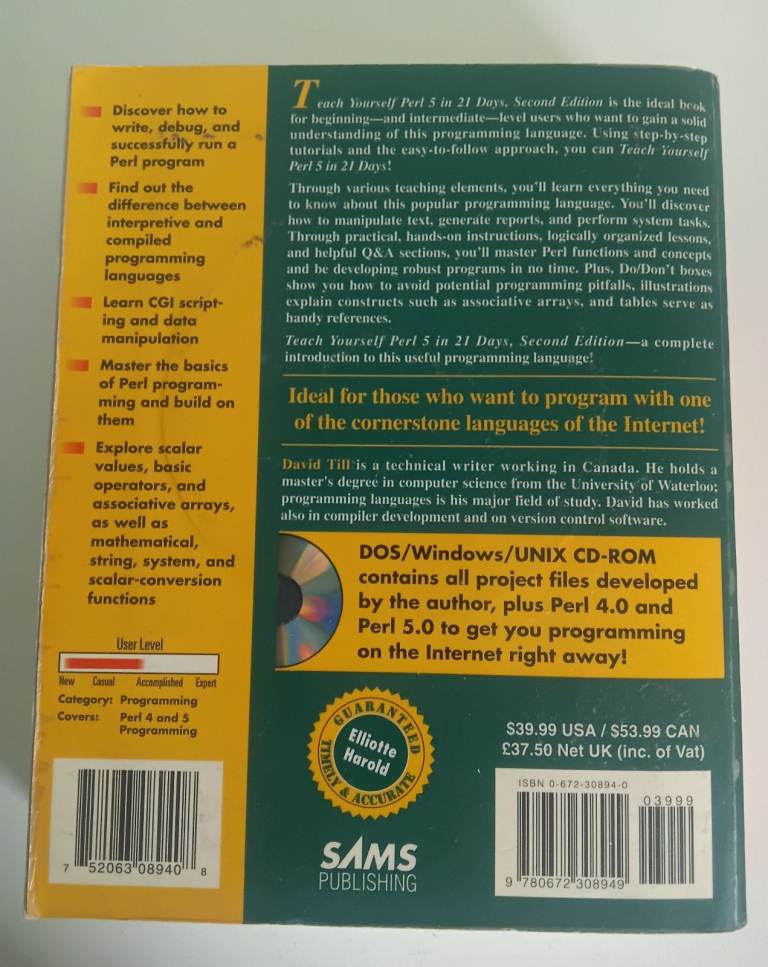 Discover how to
write, debug, and
successfully run a
Perl program
Find out the
difference between
interpretive and
compiled
programming
languages
Learn CGI script-
ing and data
manipulation
Master the basics
of Perl program-
ming and build on
them
Explore scalar
values, basic
operators, and
associative arrays,
as well as
mathematical,
string, system, and
scalar-conversion
functions
User Level
New Casual Accomplished Expert
Category: Programming
Covers: Perl 4 and 5
Programming
7 52063 08940 8
Teach Yourself Perl 5 in 21 Days, Second Edition is the ideal book
for beginning—and intermediate—level users who want to gain a solid
understanding of this programming language. Using step-by-step
tutorials and the easy-to-follow approach, you can Teach Yourself
Perl 5 in 21 Days!
Through various teaching elements, you'll learn everything you need
to know about this popular programming language. You'll discover
how to manipulate text, generate reports, and perform system tasks.
Through practical, hands-on instructions, logically organized lessons,
and helpful Q&A sections, you'll master Perl functions and concepts
and be developing robust programs in no time. Plus, Do/Don't boxes
show you how to avoid potential programming pitfalls, illustrations
explain constructs such as associative arrays, and tables serve as
handy references.
Teach Yourself Perl 5 in 21 Days, Second Edition—a complete
introduction to this useful programming language!
Ideal for those who want to program with one
of the cornerstone languages of the Internet!
David Till is a technical writer working in Canada. He holds a
master's degree in computer science from the University of Waterloo;
programming languages is his major field of study. David has worked
also in compiler development and on version control software.
DOS/Windows/UNIX CD-ROM
contains all project files developed
by the author, plus Perl 4.0 and
Perl 5.0 to get you programming
on the Internet right away!
GUARANTEED
Elliotte
Harold
TIMELY & ACCURATE
SAMS
PUBLISHING
$39.99 USA / $53.99 CAN
£37.50 Net UK (inc. of Vat)
ISBN 0-672-30894-0
03999
9 780672 308949